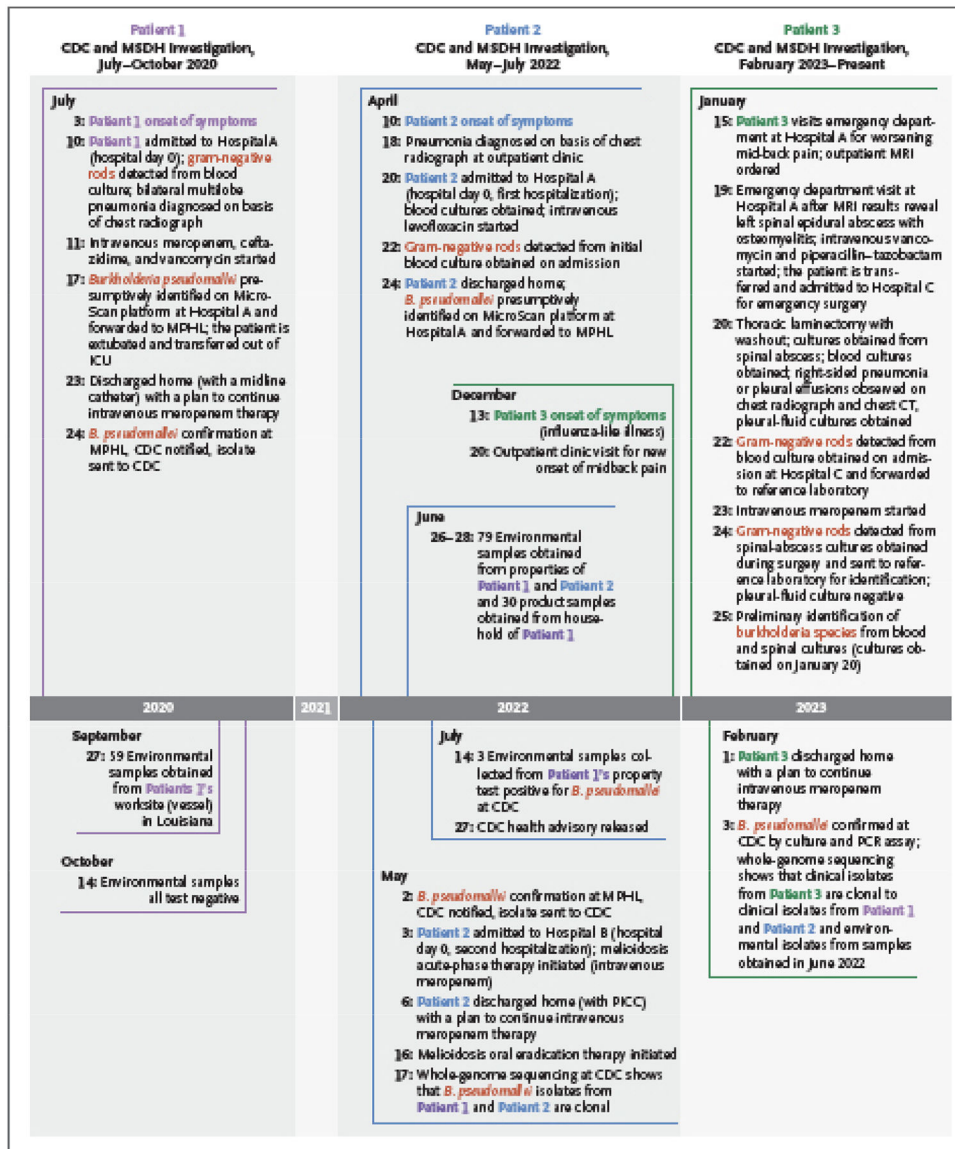 Patient 1
CDC and MSDH Investigation,
July–October 2020
July
3: Patient 1 onset of symptoms
10: Patient 1 admitted to Hospital A
(hospital day 0); gram-negative
rods detected from blood
culture; bilateral multilobe
pneumonia diagnosed on basis
of chest radiograph
11: Intravenous meropenem, cefta-
zidime, and vancomycin started
17: Burkholderia pseudomallei pre-
sumptively identified on Micro-
Scan platform at Hospital A and
forwarded to MPHL; the patient is
extubated and transferred out of
ICU
23: Discharged home (with a midline
catheter) with a plan to continue
intravenous meropenem therapy
24: B. pseudomallei confirmation at
MPHL, CDC notified, isolate
sent to CDC
Patient 2
CDC and MSDH Investigation,
May–July 2022
April
10: Patient 2 onset of symptoms
18: Pneumonia diagnosed on basis of chest
radiograph at outpatient clinic
20: Patient 2 admitted to Hospital A
(hospital day 0, first hospitalization);
blood cultures obtained; intravenous
levofloxacin started
22: Gram-negative rods detected from initial
blood culture obtained on admission
24: Patient 2 discharged home;
B. pseudomallei presumptively
identified on MicroScan platform at
Hospital A and forwarded to MPHL
December
13: Patient 3 onset of symptoms
(influenza-like illness)
20: Outpatient clinic visit for new
onset of midback pain
June
26–28: 79 Environmental
samples obtained
from properties of
Patient 1 and Patient 2
and 30 product samples
obtained from house-
hold of Patient 1
Patient 3
CDC and MSDH Investigation,
February 2023–Present
January
15: Patient 3 visits emergency depart-
ment at Hospital A for worsening
mid-back pain; outpatient MRI
ordered
19: Emergency department visit at
Hospital A after MRI results reveal
left spinal epidural abscess with
osteomyelitis; intravenous vanco-
mycin and piperacillin–tazobactam
started; the patient is trans-
ferred and admitted to Hospital C
for emergency surgery
20: Thoracic laminectomy with
washout; cultures obtained from
spinal abscess; blood cultures
obtained; right-sided pneumonia
or pleural effusions observed on
chest radiograph and chest CT,
pleural-fluid cultures obtained
22: Gram-negative rods detected from
blood culture obtained on admis-
sion at Hospital C and forwarded
to reference laboratory
23: Intravenous meropenem started
24: Gram-negative rods detected from
spinal-abscess cultures obtained
during surgery and sent to refer-
ence laboratory for identification;
pleural-fluid culture negative
25: Preliminary identification of
burkholderia species from blood
and spinal cultures (cultures ob-
tained on January 20)
2020
2021
2022
2023
September
27: 59 Environmental
samples obtained
from Patients 1's
worksite (vessel)
in Louisiana
October
14: Environmental samples
all test negative
July
14: 3 Environmental samples col-
lected from Patient 1's property
test positive for B. pseudomallei
at CDC
27: CDC health advisory released
May
2: B. pseudomallei confirmation at MPHL,
CDC notified, isolate sent to CDC
3: Patient 2 admitted to Hospital B (hospital
day 0, second hospitalization); melioidosis
acute-phase therapy initiated (intravenous
meropenem)
6: Patient 2 discharged home (with PICC)
with a plan to continue intravenous
meropenem therapy
16: Melioidosis oral eradication therapy initiated
17: Whole-genome sequencing at CDC shows
that B. pseudomallei isolates from
Patient 1 and Patient 2 are clonal
February
1: Patient 3 discharged home
with a plan to continue
intravenous meropenem
therapy
3: B. pseudomallei confirmed at
CDC by culture and PCR assay;
whole-genome sequencing
shows that clinical isolates
from Patient 3 are clonal to
clinical isolates from Patient 1
and Patient 2 and environ-
mental isolates from samples
obtained in June 2022